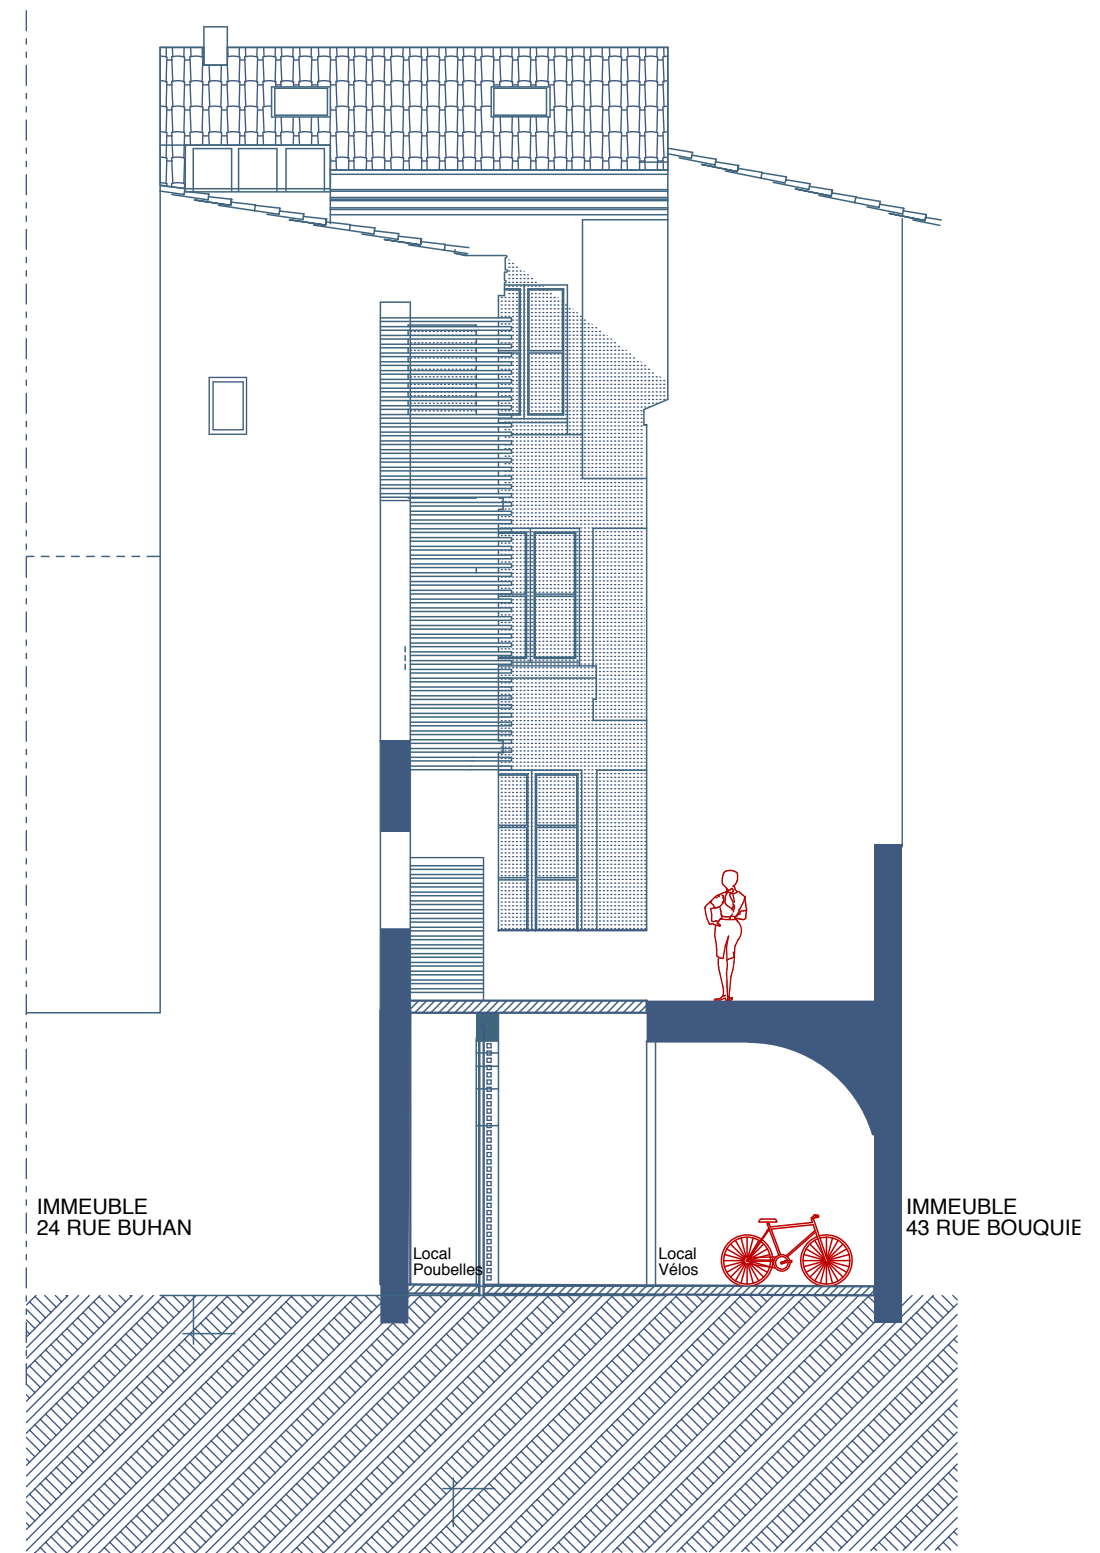 IMMEUBLE
24 RUE BUHAN
Local
Poubelles
Local
Vélos
IMMEUBLE
43 RUE BOUQUIE